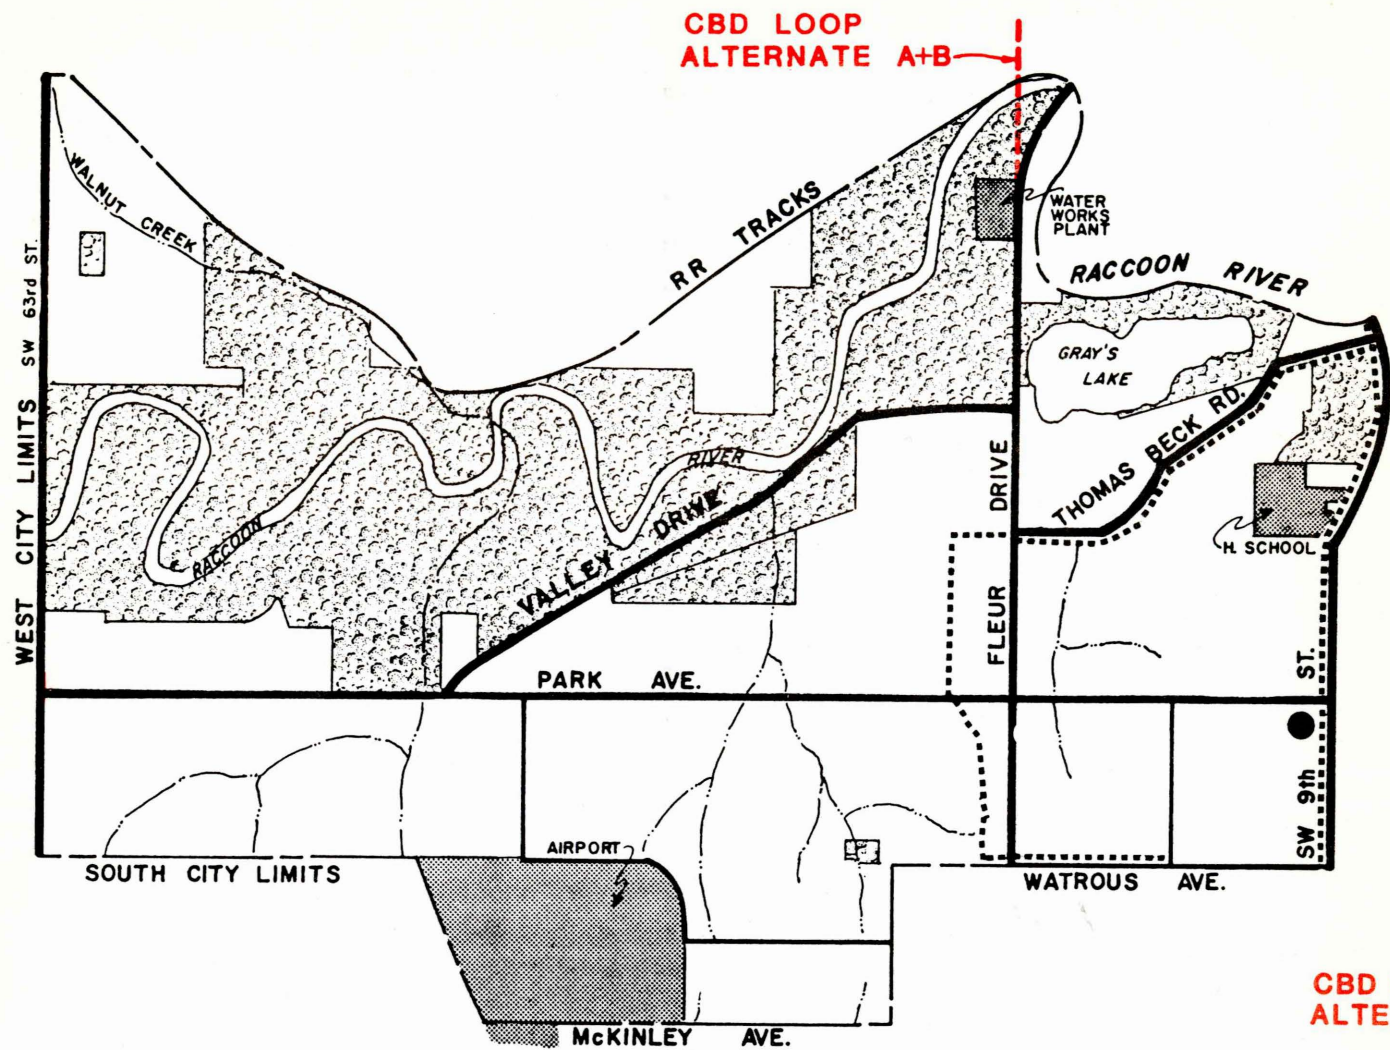 CBD LOOP
ALTERNATE A+B
WALNUT CREEK
RR TRACKS
WATER
WORKS
PLANT
RACCOON RIVER
WEST CITY LIMITS SW 63rd ST.
GRAY'S
LAKE
RACCOON
RIVER
VALLEY DRIVE
FLEUR DRIVE
THOMAS BECK RD.
H. SCHOOL
PARK AVE.
SW 9th ST.
AIRPORT
SOUTH CITY LIMITS
WATROUS AVE.
McKINLEY AVE.
CBD
ALTE